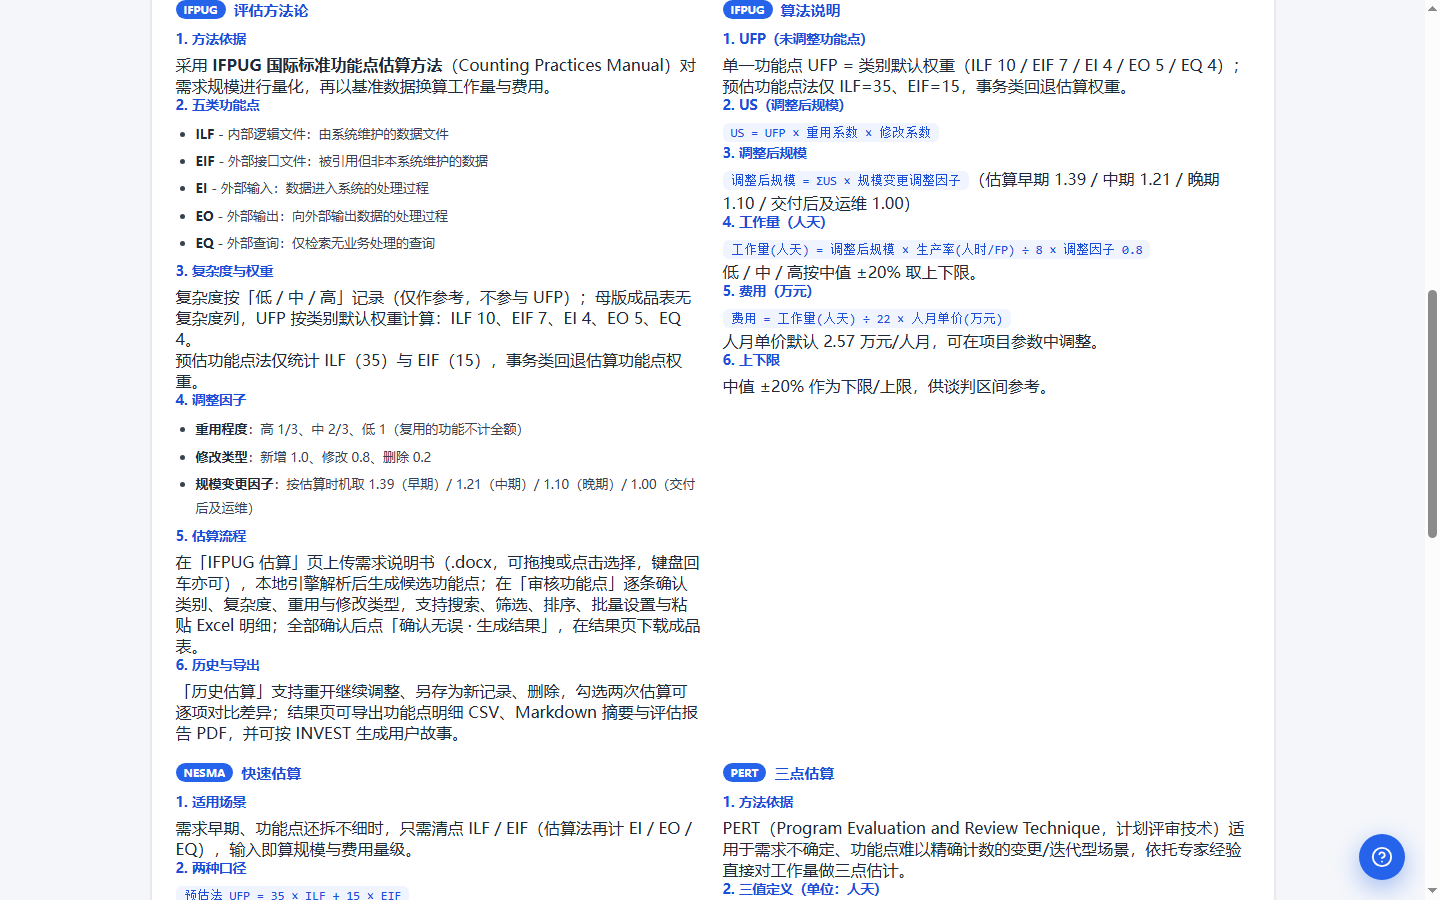 IFPUG 评估方法论
1. 方法依据
采用 IFPUG 国际标准功能点估算方法（Counting Practices Manual）对
需求规模进行量化，再以基准数据换算工作量与费用。
2. 五类功能点
• ILF - 内部逻辑文件：由系统维护的数据文件
• EIF - 外部接口文件：被引用但非本系统维护的数据
• EI - 外部输入：数据进入系统的处理过程
• EO - 外部输出：向外部输出数据的处理过程
• EQ - 外部查询：仅检索无业务处理的查询
3. 复杂度与权重
复杂度按「低 / 中 / 高」记录（仅作参考，不参与 UFP）；母版成品表无
复杂度列，UFP 按类别默认权重计算：ILF 10、EIF 7、EI 4、EO 5、EQ
4。
预估功能点法仅统计 ILF（35）与 EIF（15），事务类回退估算功能点权
重。
4. 调整因子
• 重用程度：高 1/3、中 2/3、低 1（复用的功能不计全额）
• 修改类型：新增 1.0、修改 0.8、删除 0.2
• 规模变更因子：按估算时机取 1.39（早期）/ 1.21（中期）/ 1.10（晚期）/ 1.00（交付
后及运维）
5. 估算流程
在「IFPUG 估算」页上传需求说明书（.docx，可拖拽或点击选择，键盘回
车亦可），本地引擎解析后生成候选功能点；在「审核功能点」逐条确认
类别、复杂度、重用与修改类型，支持搜索、筛选、排序、批量设置与粘
贴 Excel 明细；全部确认后点「确认无误 · 生成结果」，在结果页下载成品
表。
6. 历史与导出
「历史估算」支持重开继续调整、另存为新记录、删除，勾选两次估算可
逐项对比差异；结果页可导出功能点明细 CSV、Markdown 摘要与评估报
告 PDF，并可按 INVEST 生成用户故事。
IFPUG 算法说明
1. UFP（未调整功能点）
单一功能点 UFP = 类别默认权重（ILF 10 / EIF 7 / EI 4 / EO 5 / EQ 4）；
预估功能点法仅 ILF=35、EIF=15，事务类回退估算权重。
2. US（调整后规模）
US = UFP × 重用系数 × 修改系数
3. 调整后规模
调整后规模 = ΣUS × 规模变更调整因子（估算早期 1.39 / 中期 1.21 / 晚期
1.10 / 交付后及运维 1.00）
4. 工作量（人天）
工作量(人天) = 调整后规模 × 生产率(人时/FP) ÷ 8 × 调整因子 0.8
低 / 中 / 高按中值 ±20% 取上下限。
5. 费用（万元）
费用 = 工作量(人天) ÷ 22 × 人月单价(万元)
人月单价默认 2.57 万元/人月，可在项目参数中调整。
6. 上下限
中值 ±20% 作为下限/上限，供谈判区间参考。
NESMA 快速估算
1. 适用场景
需求早期、功能点还拆不细时，只需清点 ILF / EIF（估算法再计 EI / EO /
EQ），输入即算规模与费用量级。
2. 两种口径
预估法 UFP = 35 × ILF + 15 × EIF
PERT 三点估算
1. 方法依据
PERT（Program Evaluation and Review Technique，计划评审技术）适
用于需求不确定、功能点难以精确计数的变更/迭代型场景，依托专家经验
直接对工作量做三点估计。
2. 三值定义（单位：人天）